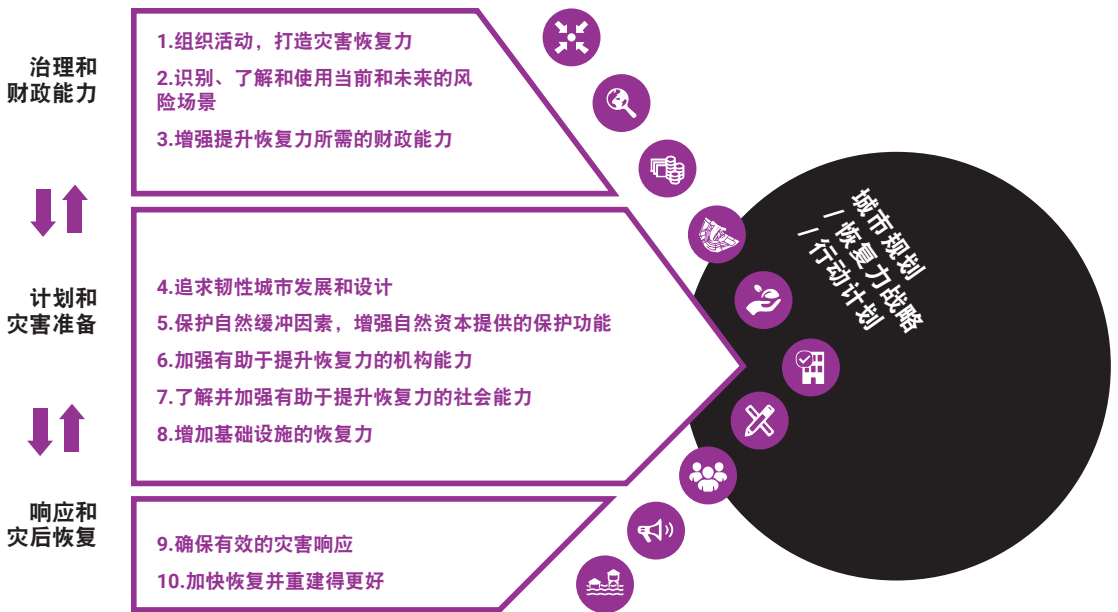 治理和
财政能力
1.组织活动，打造灾害恢复力
2.识别、了解和使用当前和未来的风
险场景
3.增强提升恢复力所需的财政能力
计划和
灾害准备
4.追求韧性城市发展和设计
5.保护自然缓冲因素，增强自然资本提供的保护功能
6.加强有助于提升恢复力的机构能力
7.了解并加强有助于提升恢复力的社会能力
8.增加基础设施的恢复力
响应和
灾后恢复
9.确保有效的灾害响应
10.加快恢复并重建得更好
城市规划
/ 恢复力战略
/ 行动计划